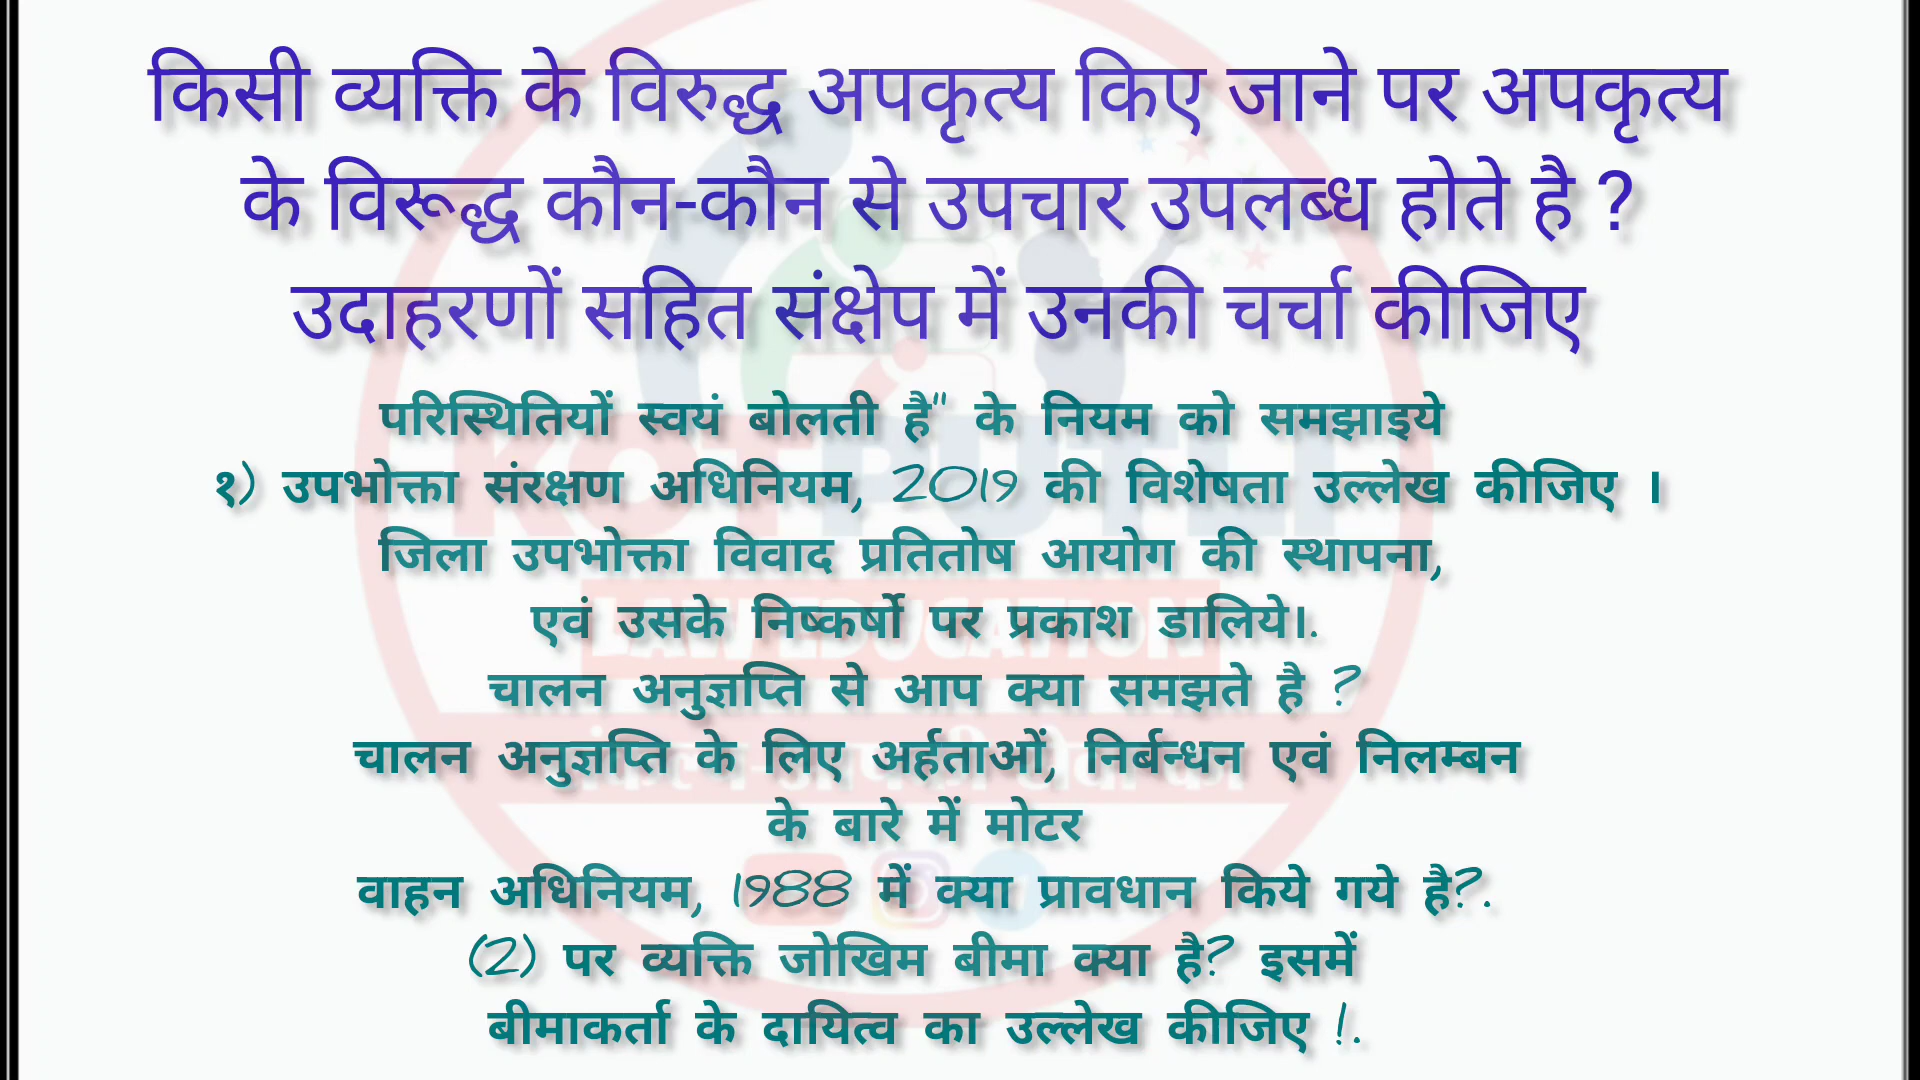 किसी व्यक्ति के विरुद्ध अपकृत्य किए जाने पर अपकृत्य
के विरूद्ध कौन-कौन से उपचार उपलब्ध होते है ?
उदाहरणों सहित संक्षेप में उनकी चर्चा कीजिए
परिस्थितियों स्वयं बोलती है" के नियम को समझाइये
१) उपभोक्ता संरक्षण अधिनियम, 2019 की विशेषता उल्लेख कीजिए ।
जिला उपभोक्ता विवाद प्रतितोष आयोग की स्थापना,
एवं उसके निष्कर्षो पर प्रकाश डालिये।.
चालन अनुज्ञप्ति से आप क्या समझते है ?
चालन अनुज्ञप्ति के लिए अर्हताओं, निर्बन्धन एवं निलम्बन
के बारे में मोटर
वाहन अधिनियम, 1988 में क्या प्रावधान किये गये है?.
(2) पर व्यक्ति जोखिम बीमा क्या है? इसमें
बीमाकर्ता के दायित्व का उल्लेख कीजिए !.
KOTPUTLI
LAW EDUCATION